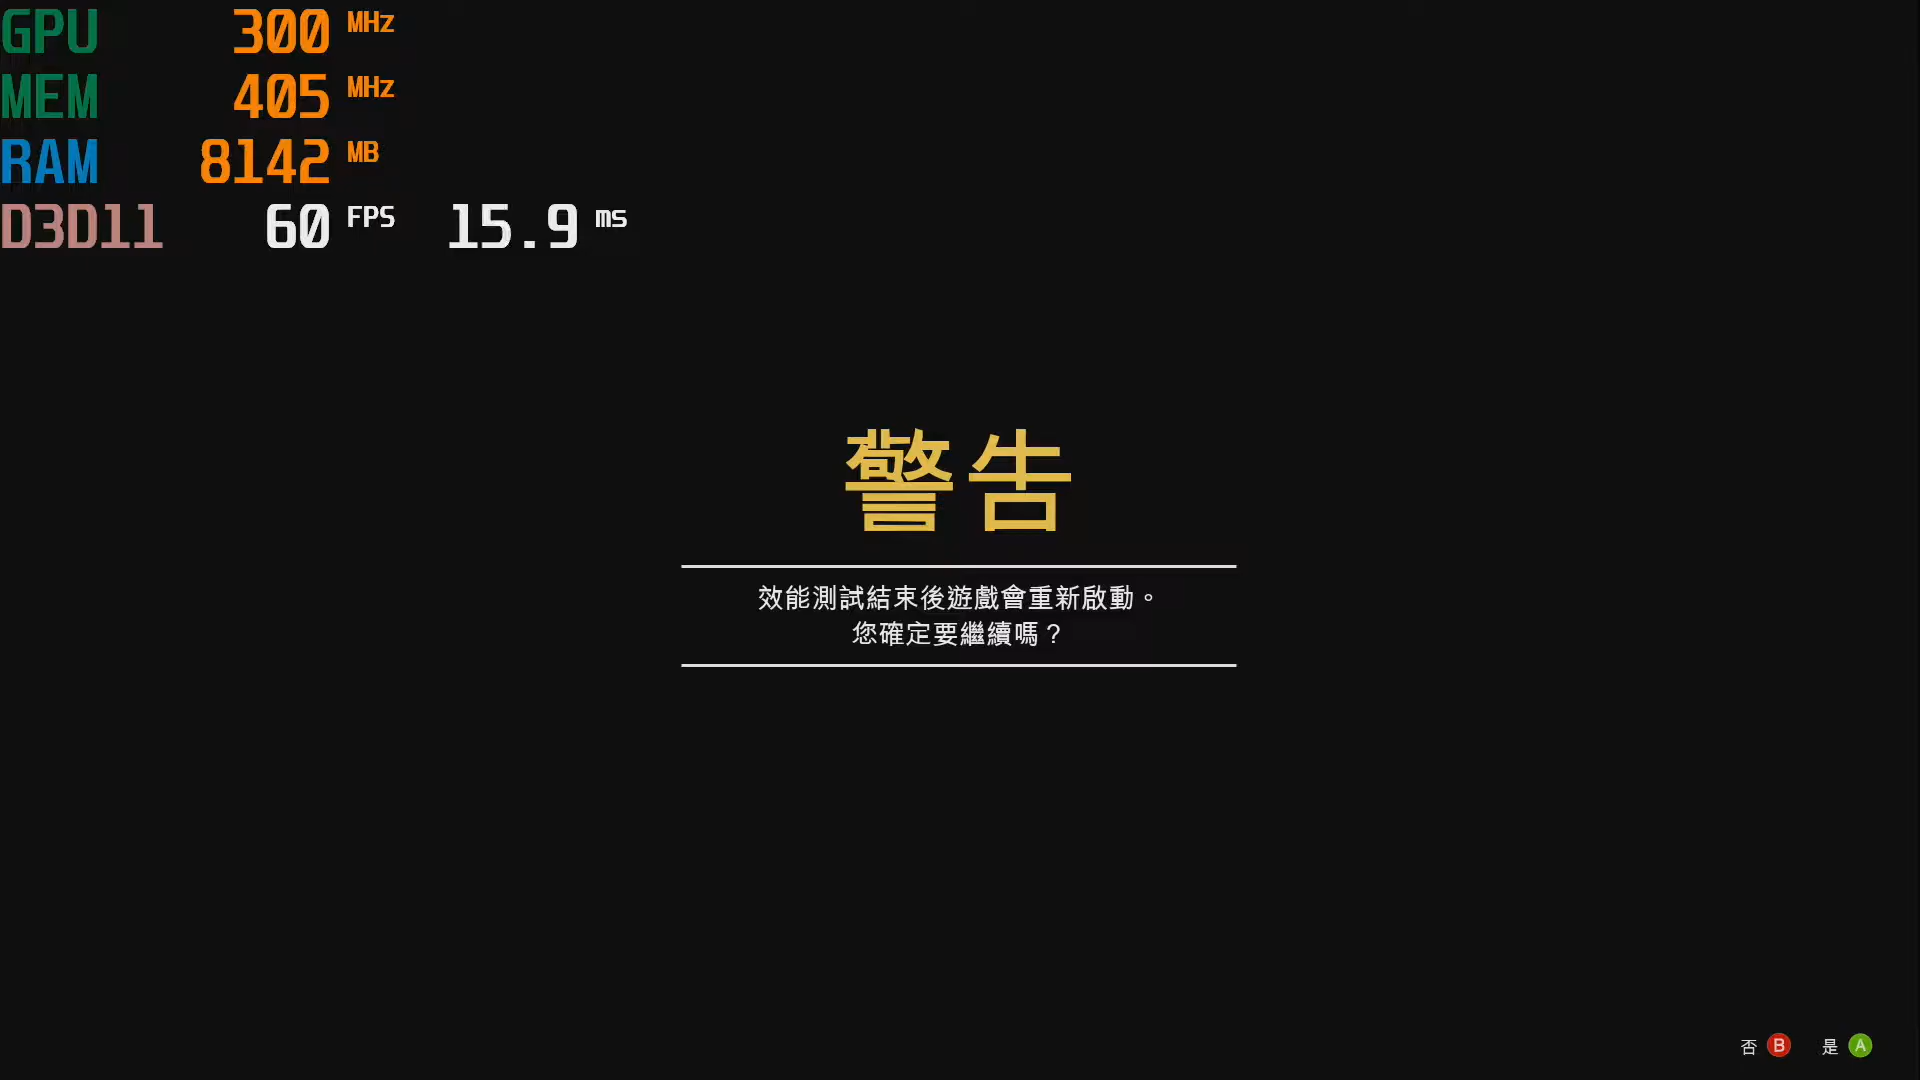 GPU 300 MHz
MEM 405 MHz
RAM 8142 MB
D3D11 60 FPS 15.9 ms
警告
效能測試結束後遊戲會重新啟動。
您確定要繼續嗎？
否 B 是 A